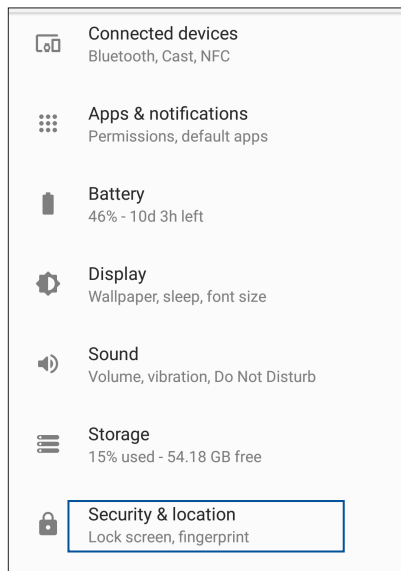 Connected devices
Bluetooth, Cast, NFC
Apps & notifications
Permissions, default apps
Battery
46% - 10d 3h left
Display
Wallpaper, sleep, font size
Sound
Volume, vibration, Do Not Disturb
Storage
15% used - 54.18 GB free
Security & location
Lock screen, fingerprint